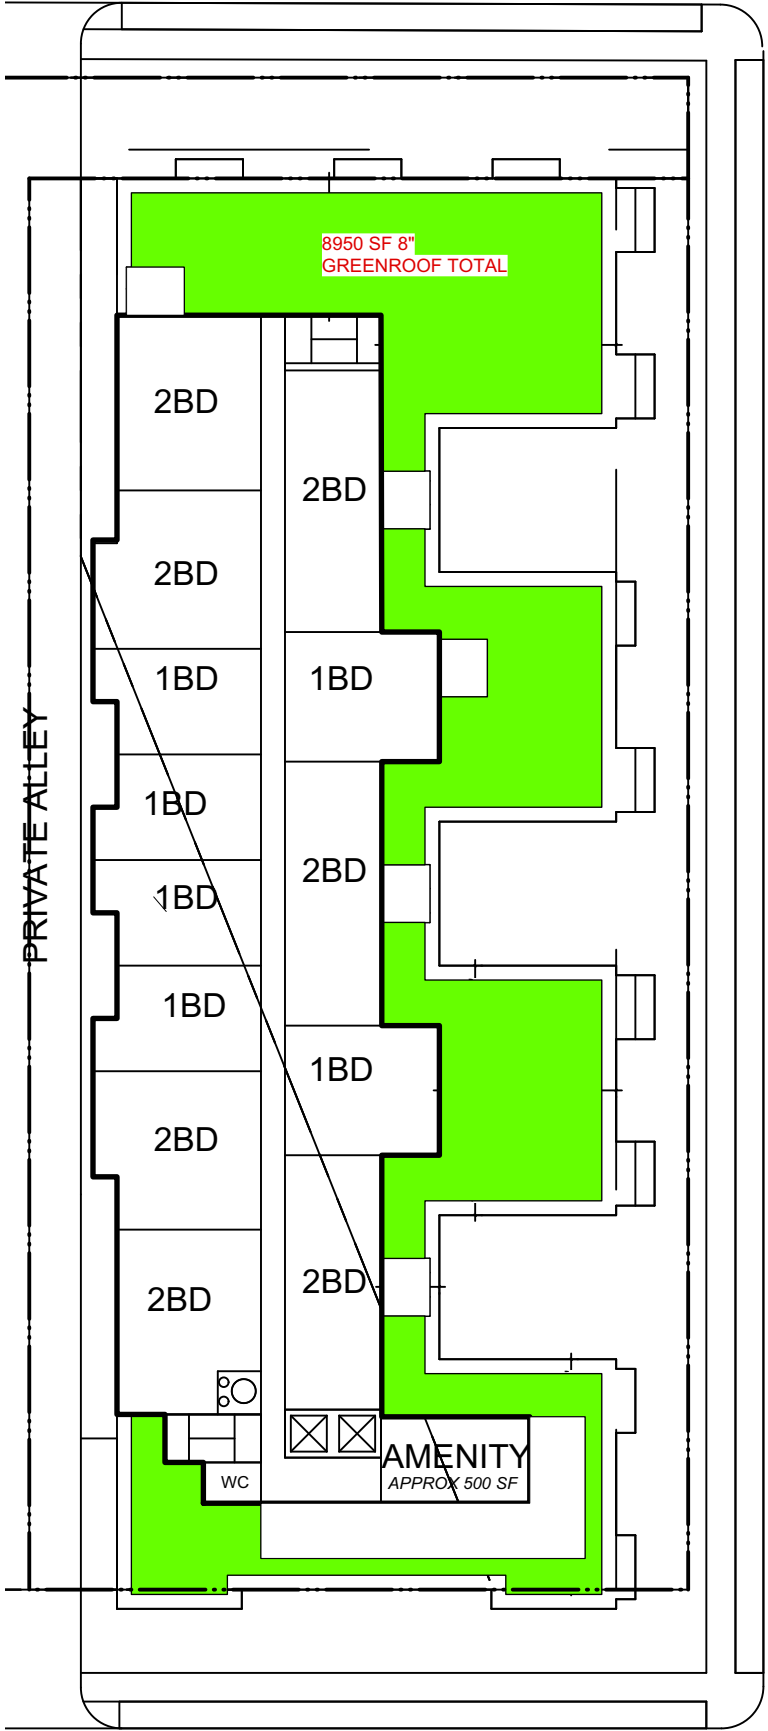 8950 SF 8"
GREENROOF TOTAL
2BD
2BD
2BD
1BD
1BD
PRIVATE ALLEY
1BD
2BD
1BD
1BD
1BD
2BD
2BD
2BD
AMENITY
APPROX 500 SF
WC